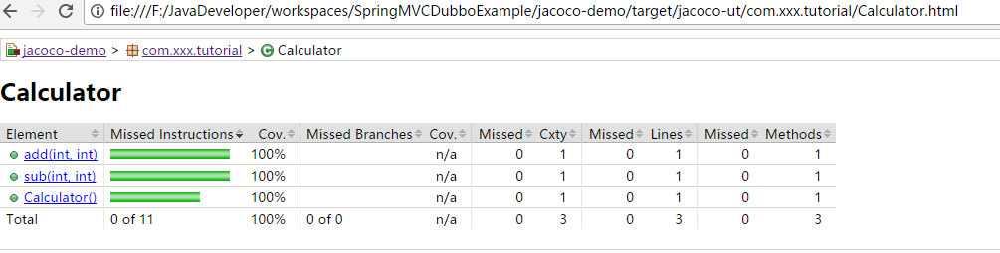 file:///F:/JavaDeveloper/workspaces/SpringMVCDubboExample/jacoco-demo/target/jacoco-ut/com.xxx.tutorial/Calculator.html
jacoco-demo > com.xxx.tutorial > Calculator
Calculator
Element Missed Instructions Cov. Missed Branches Cov. Missed Cxty Missed Lines Missed Methods
add(int, int) 100% n/a 0 1 0 1 0 1
sub(int, int) 100% n/a 0 1 0 1 0 1
Calculator() 100% n/a 0 1 0 1 0 1
Total 0 of 11 100% 0 of 0 n/a 0 3 0 3 0 3